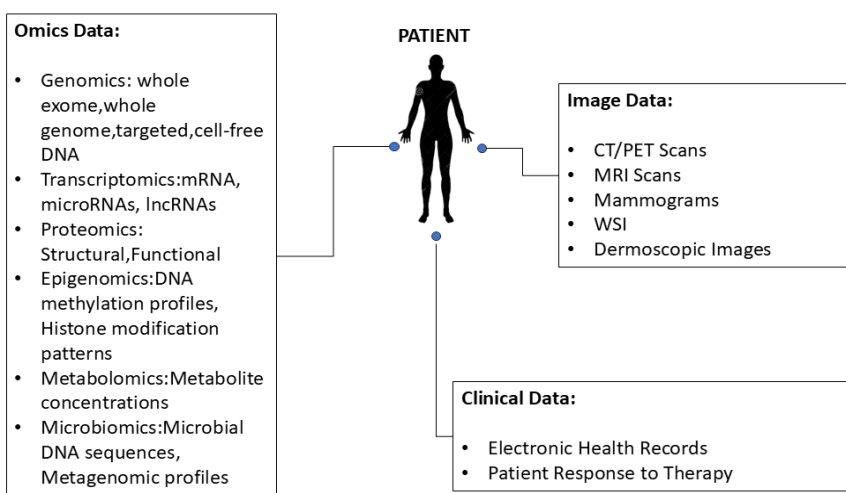 Omics Data:
• Genomics: whole
exome,whole
genome,targeted,cell-free
DNA
• Transcriptomics:mRNA,
microRNAs, lncRNAs
• Proteomics:
Structural,Functional
• Epigenomics:DNA
methylation profiles,
Histone modification
patterns
• Metabolomics:Metabolite
concentrations
• Microbiomics:Microbial
DNA sequences,
Metagenomic profiles
PATIENT
Image Data:
• CT/PET Scans
• MRI Scans
• Mammograms
• WSI
• Dermoscopic Images
Clinical Data:
• Electronic Health Records
• Patient Response to Therapy